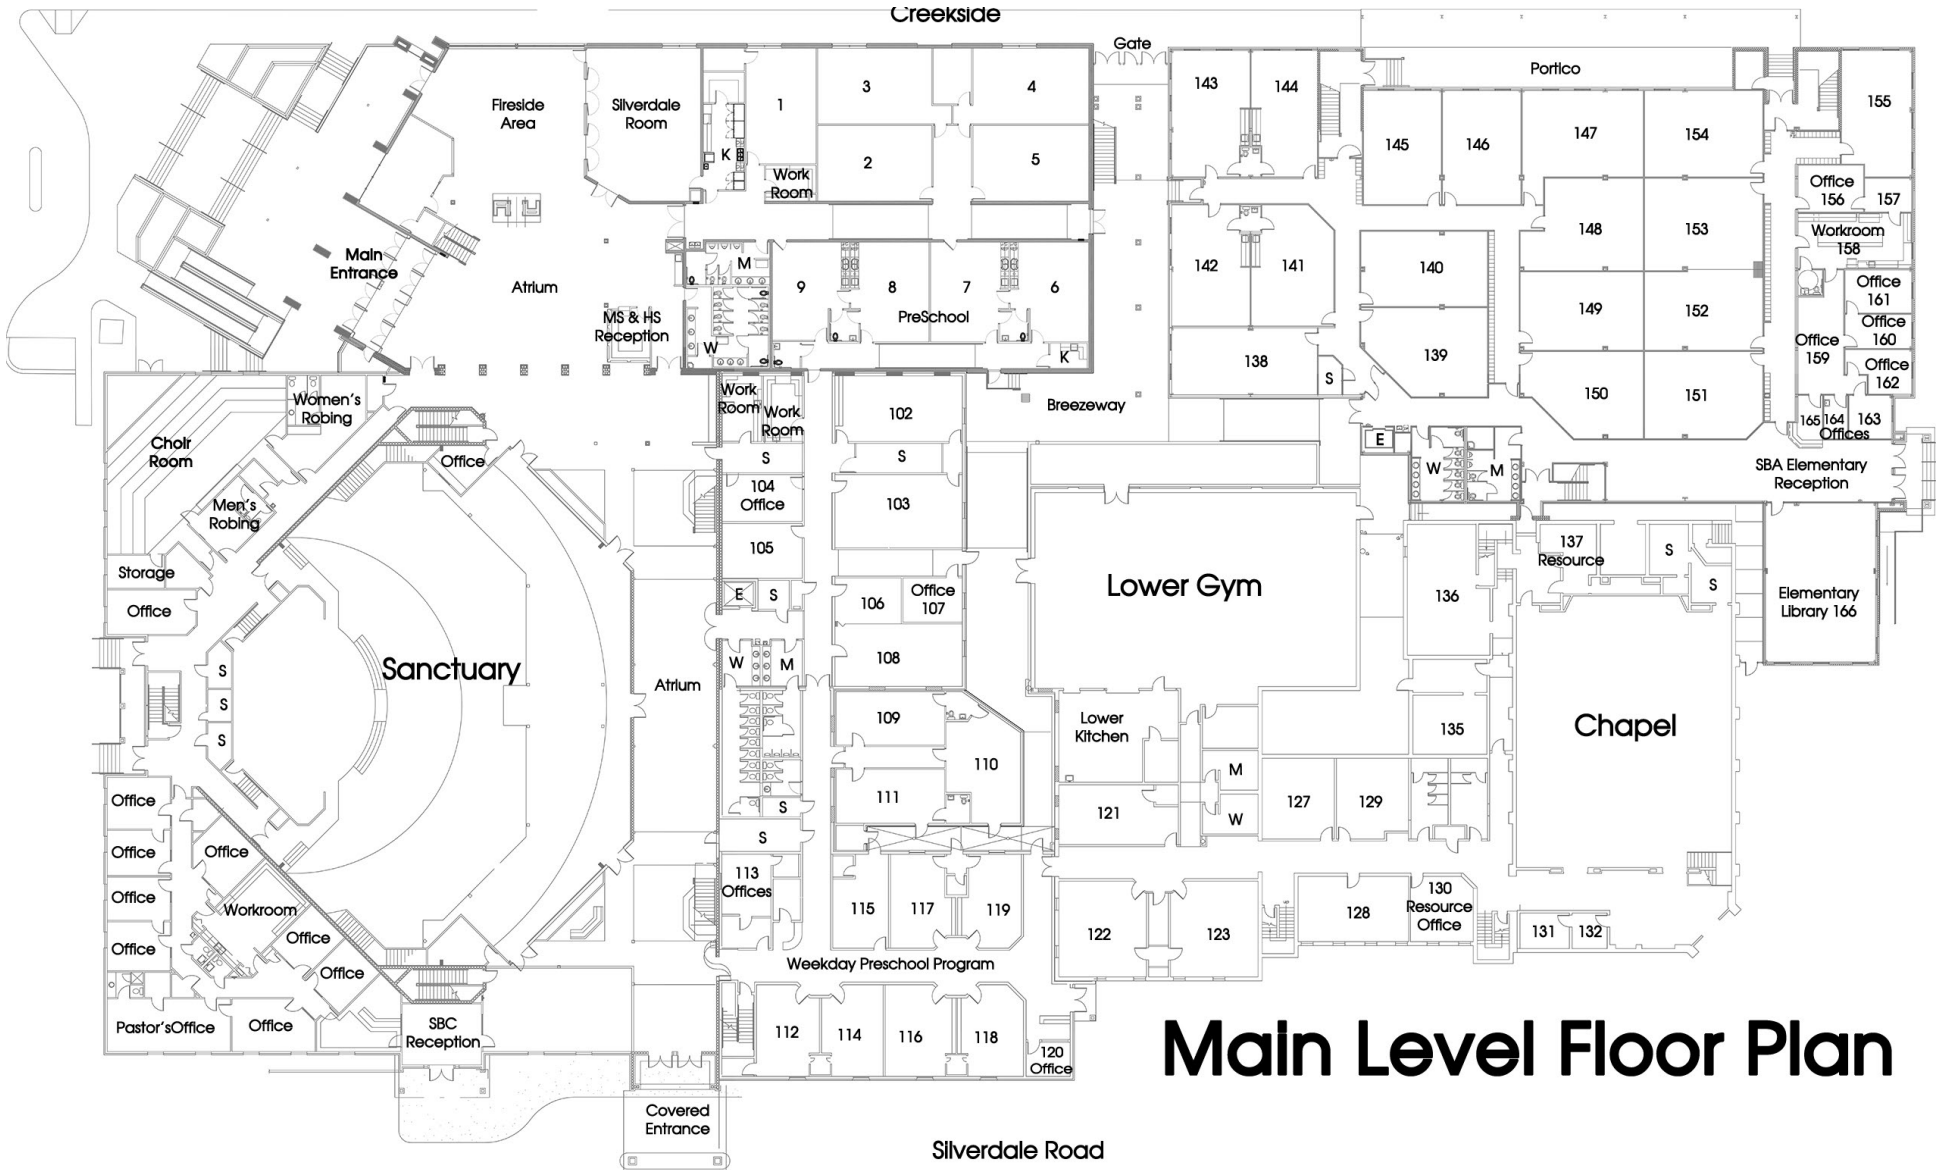 Creekside
Gate
Portico
Fireside
Area
Silverdale
Room
K
1
3
4
2
5
Work
Room
143
144
145
146
147
154
155
Office
156
157
Workroom
158
Main
Entrance
Atrium
MS & HS
Reception
M
W
9
8
7
6
PreSchool
K
142
141
140
148
153
139
149
152
138
S
150
151
Office
161
Office
160
Office
159
Office
162
165
164
163
Offices
Breezeway
E
W
M
SBA Elementary
Reception
Women's
Robing
Choir
Room
Men's
Robing
Office
Storage
Office
Work
Room
Work
Room
S
102
S
104
Office
103
105
E
S
106
Office
107
108
W
M
Lower Gym
137
Resource
S
S
136
Elementary
Library 166
Sanctuary
S
S
S
Atrium
109
110
111
S
S
Lower
Kitchen
M
W
121
127
129
135
Chapel
Office
Office
Office
Office
Office
Workroom
Office
Office
Pastor'sOffice
Office
SBC
Reception
113
Offices
115
117
119
Weekday Preschool Program
112
114
116
118
120
Office
122
123
128
130
Resource
Office
131
132
Main Level Floor Plan
Covered
Entrance
Silverdale Road